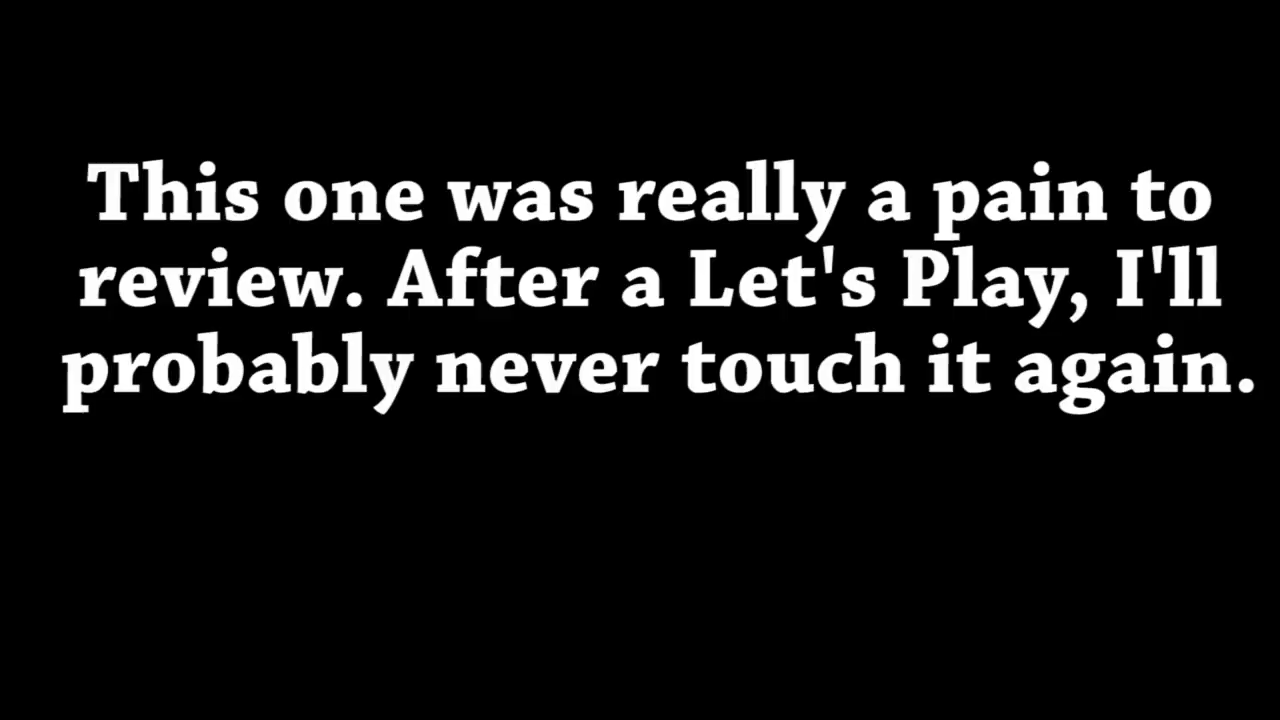 This one was really a pain to
review. After a Let's Play, I'll
probably never touch it again.